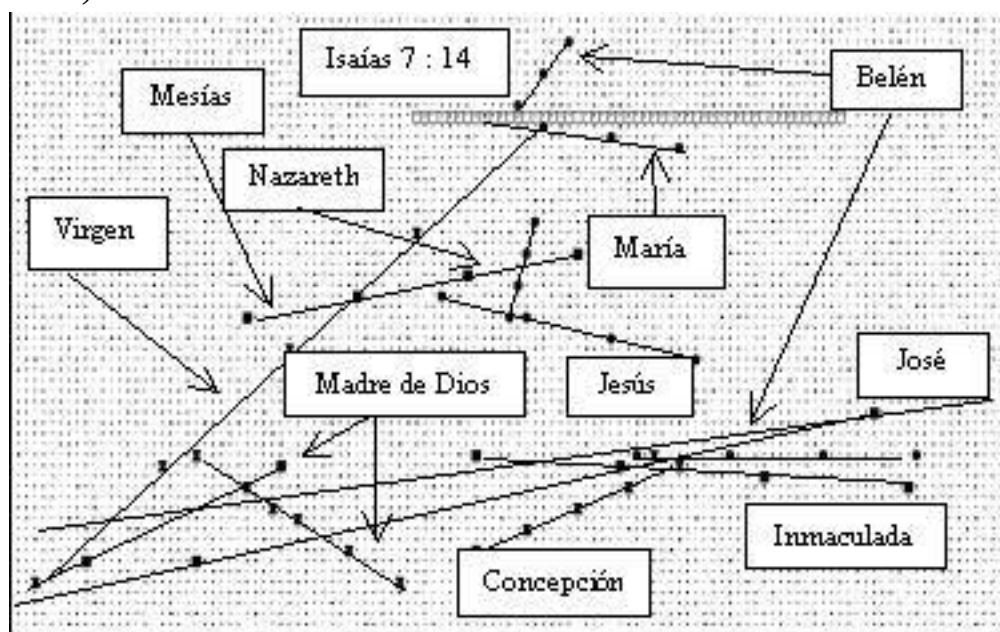 Isaías 7 : 14
Belén
Mesías
Nazareth
Virgen
María
José
Madre de Dios
Jesús
Inmaculada
Concepción